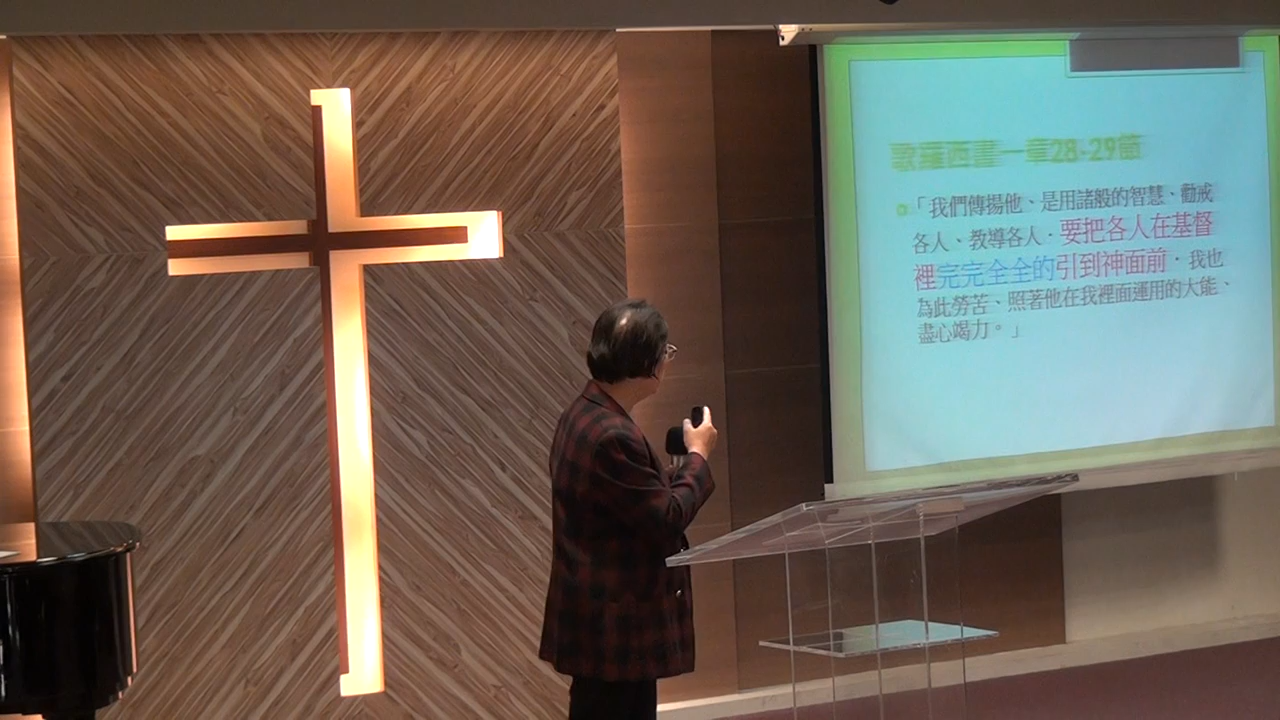 歌羅西書一章28-29節
「我們傳揚他、是用諸般的智慧、勸戒
各人、教導各人．要把各人在基督
裡完完全全的引到神面前．我也
為此勞苦、照著他在我裡面運用的大能、
盡心竭力。」